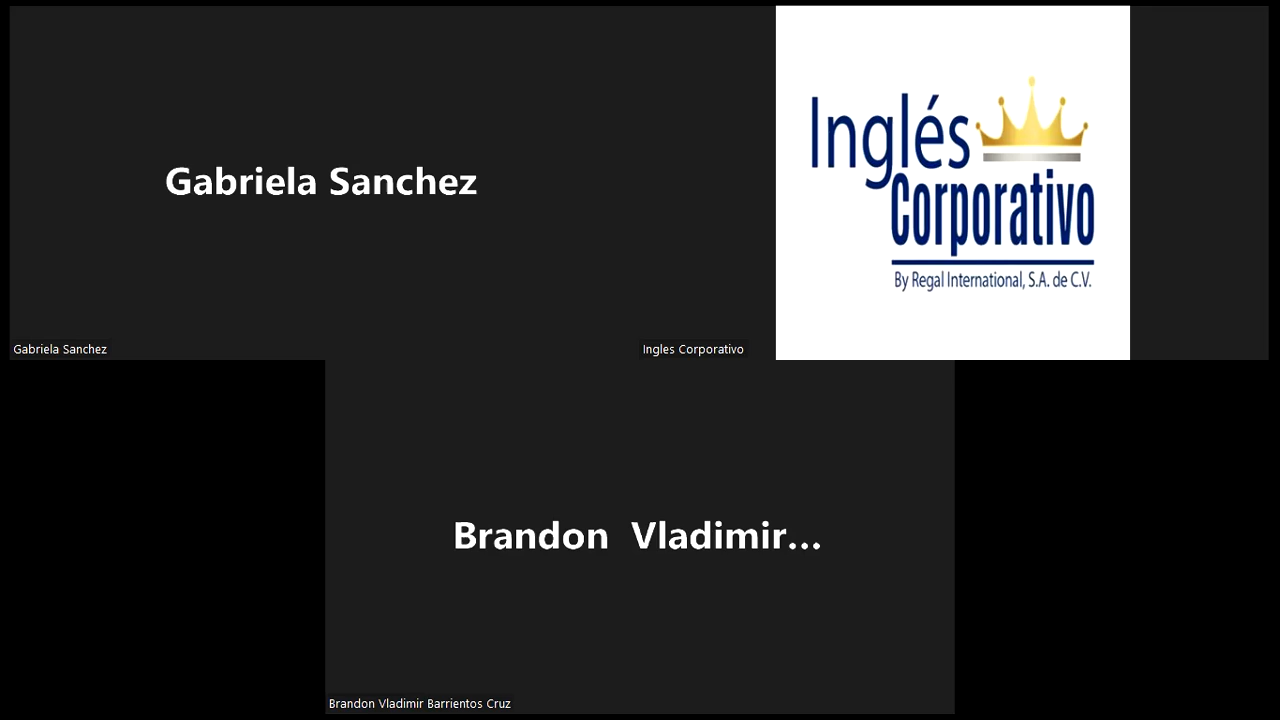 Gabriela Sanchez
Gabriela Sanchez
Inglés
Corporativo
By Regal International, S.A. de C.V.
Ingles Corporativo
Brandon Vladimir...
Brandon Vladimir Barrientos Cruz